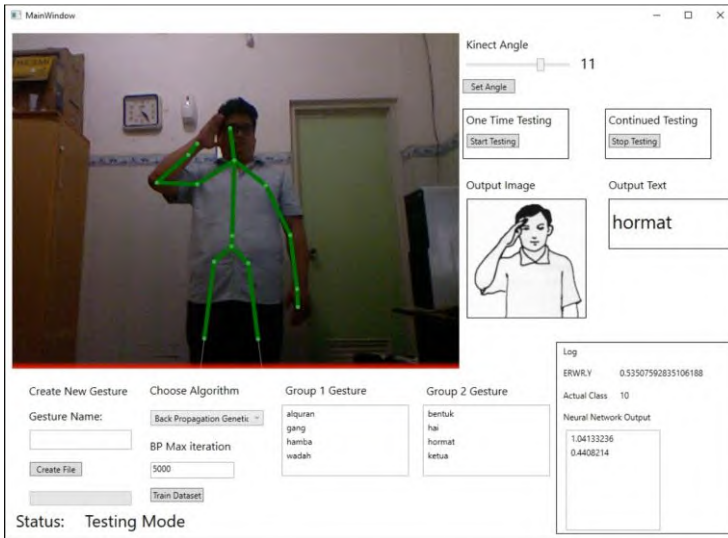 MainWindow
Kinect Angle
11
Set Angle
One Time Testing
Start Testing
Continued Testing
Stop Testing
Output Image
Output Text
hormat
Create New Gesture
Gesture Name:
Create File
Choose Algorithm
Back Propagation Genetic
BP Max iteration
5000
Train Dataset
Group 1 Gesture
alquran
gang
hamba
wadah
Group 2 Gesture
bentuk
hai
hormat
ketua
Log
ERWR.Y 0.53507592835106188
Actual Class 10
Neural Network Output
1.04133236
0.4408214
Status: Testing Mode